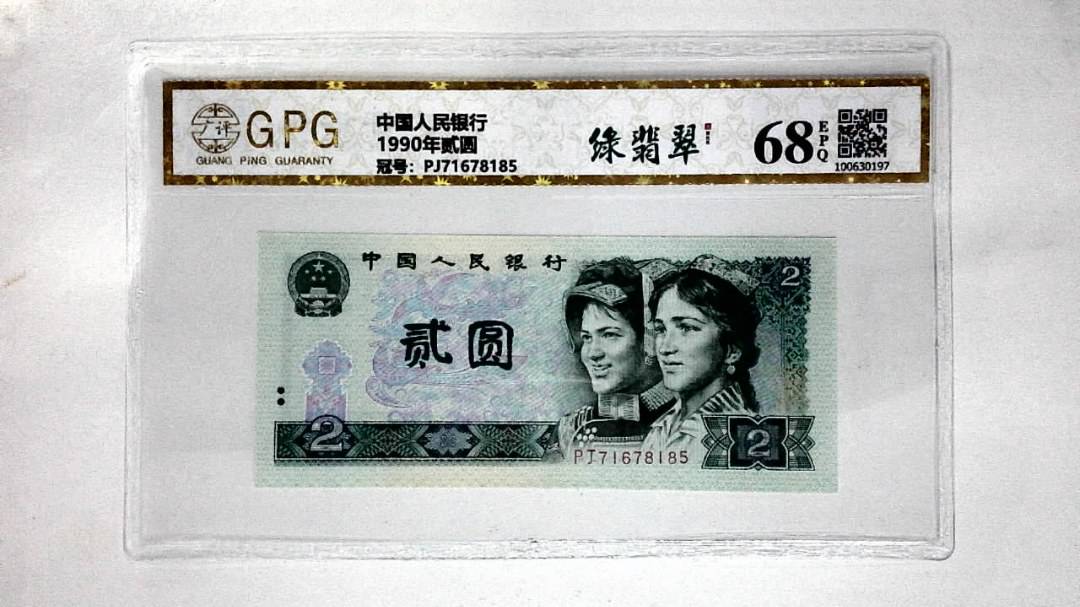 广评
GPG
GUANG PING GUARANTY
中国人民银行
1990年贰圆
冠号：PJ71678185
绿翡翠
68
EPQ
100630197
中国人民银行
2
贰圆
2
PJ71678185
2